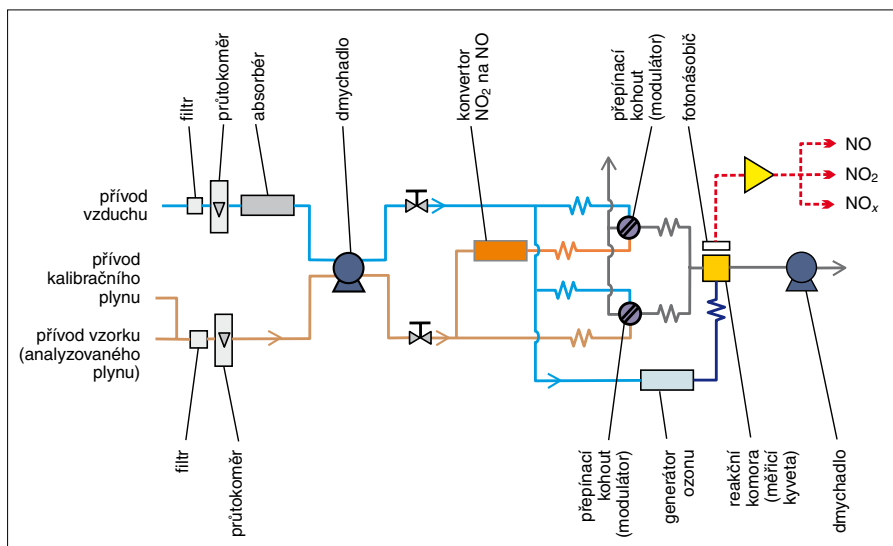 filtr
průtokoměr
absorbér
dmychadlo
konvertor
NO₂ na NO
přepínací
kohout
(modulátor)
fotonásobič
NO
NO₂
NOₓ
přívod
vzduchu
přívod
kalibračního
plynu
přívod vzorku
(analyzovaného
plynu)
filtr
průtokoměr
přepínací
kohout
(modulátor)
generátor
ozonu
reakční
komora
(měřicí
kyveta)
dmychadlo